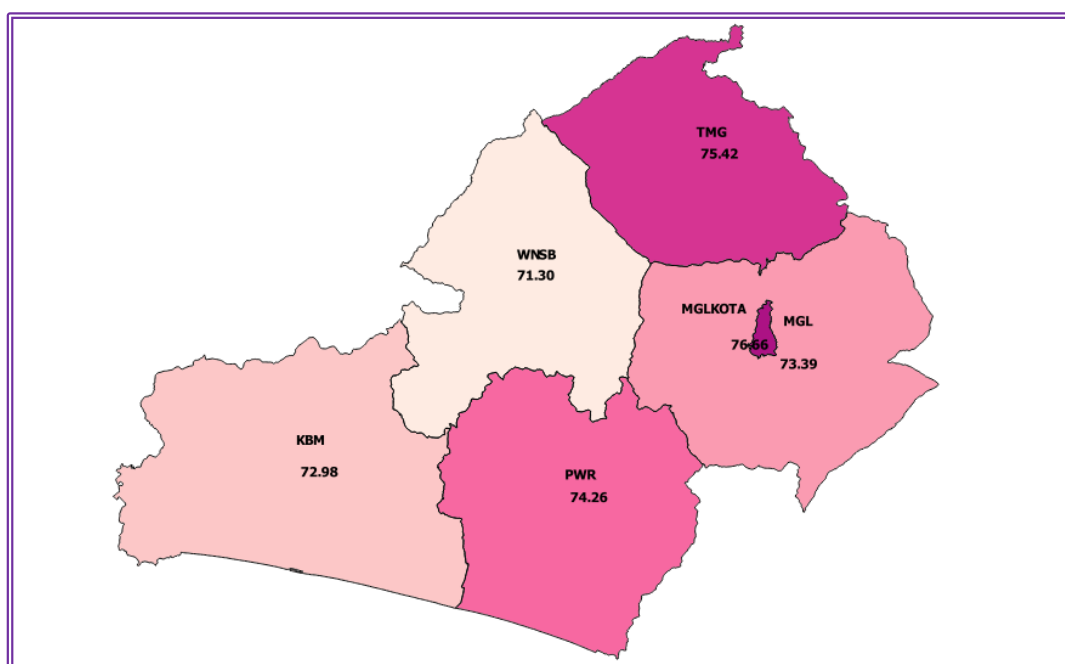 TMG
75.42
WNSB
71.30
MGLKOTA
76.66
MGL
73.39
KBM
72.98
PWR
74.26